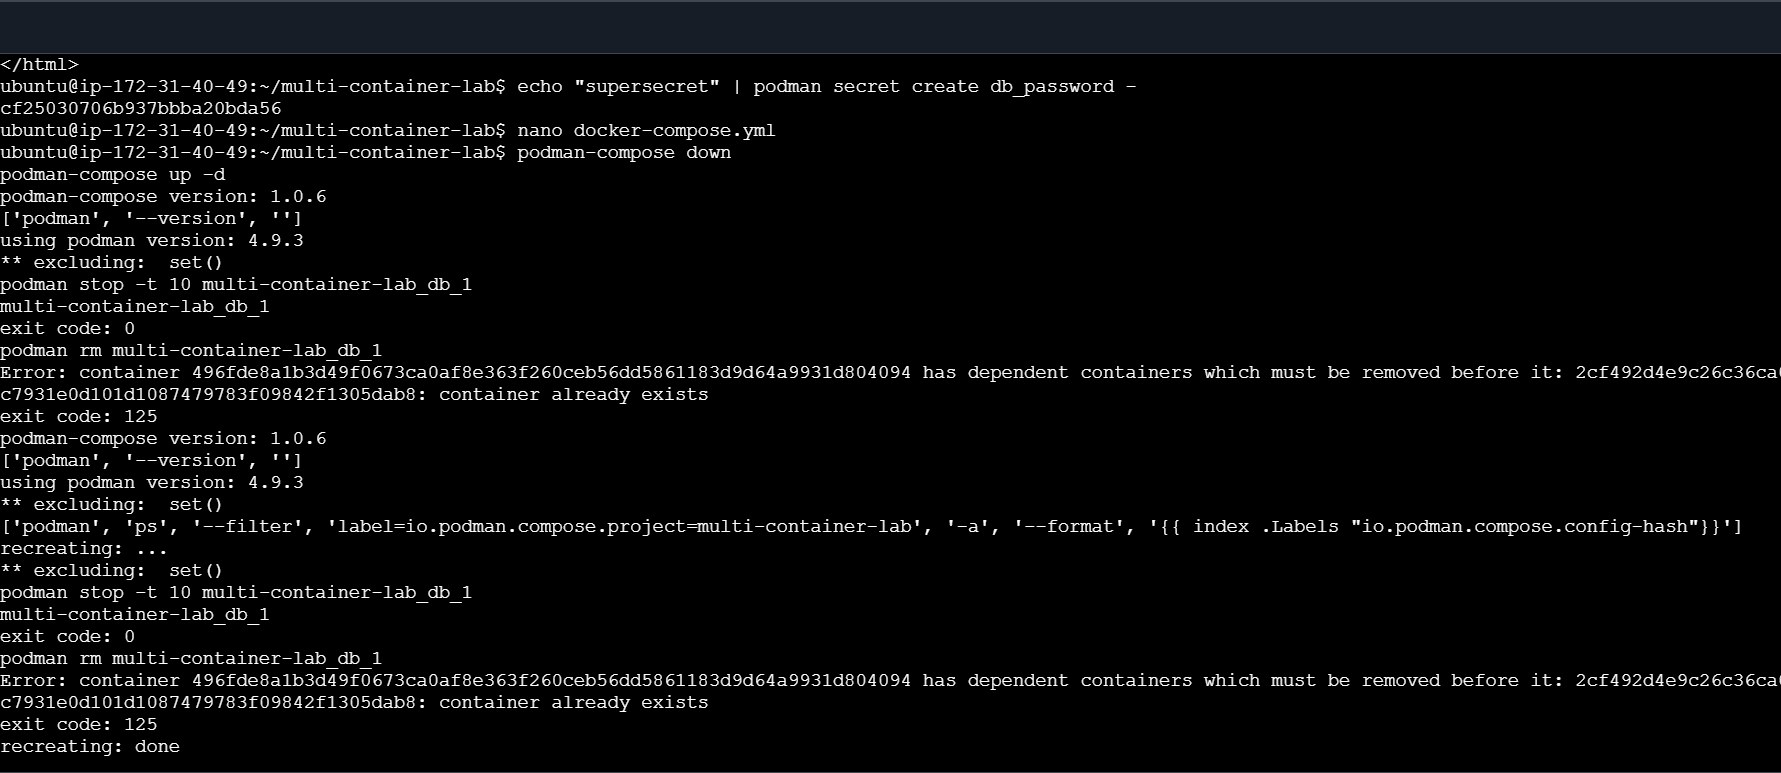 </html>
ubuntu@ip-172-31-40-49:~/multi-container-lab$ echo "supersecret" | podman secret create db_password -
cf25030706b937bbba20bda56
ubuntu@ip-172-31-40-49:~/multi-container-lab$ nano docker-compose.yml
ubuntu@ip-172-31-40-49:~/multi-container-lab$ podman-compose down
podman-compose up -d
podman-compose version: 1.0.6
['podman', '--version', '']
using podman version: 4.9.3
** excluding:  set()
podman stop -t 10 multi-container-lab_db_1
multi-container-lab_db_1
exit code: 0
podman rm multi-container-lab_db_1
Error: container 496fde8a1b3d49f0673ca0af8e363f260ceb56dd5861183d9d64a9931d804094 has dependent containers which must be removed before it: 2cf492d4e9c26c36ca0
c7931e0d101d1087479783f09842f1305dab8: container already exists
exit code: 125
podman-compose version: 1.0.6
['podman', '--version', '']
using podman version: 4.9.3
** excluding:  set()
['podman', 'ps', '--filter', 'label=io.podman.compose.project=multi-container-lab', '-a', '--format', '{{ index .Labels "io.podman.compose.config-hash"}}']
recreating: ...
** excluding:  set()
podman stop -t 10 multi-container-lab_db_1
multi-container-lab_db_1
exit code: 0
podman rm multi-container-lab_db_1
Error: container 496fde8a1b3d49f0673ca0af8e363f260ceb56dd5861183d9d64a9931d804094 has dependent containers which must be removed before it: 2cf492d4e9c26c36ca0
c7931e0d101d1087479783f09842f1305dab8: container already exists
exit code: 125
recreating: done